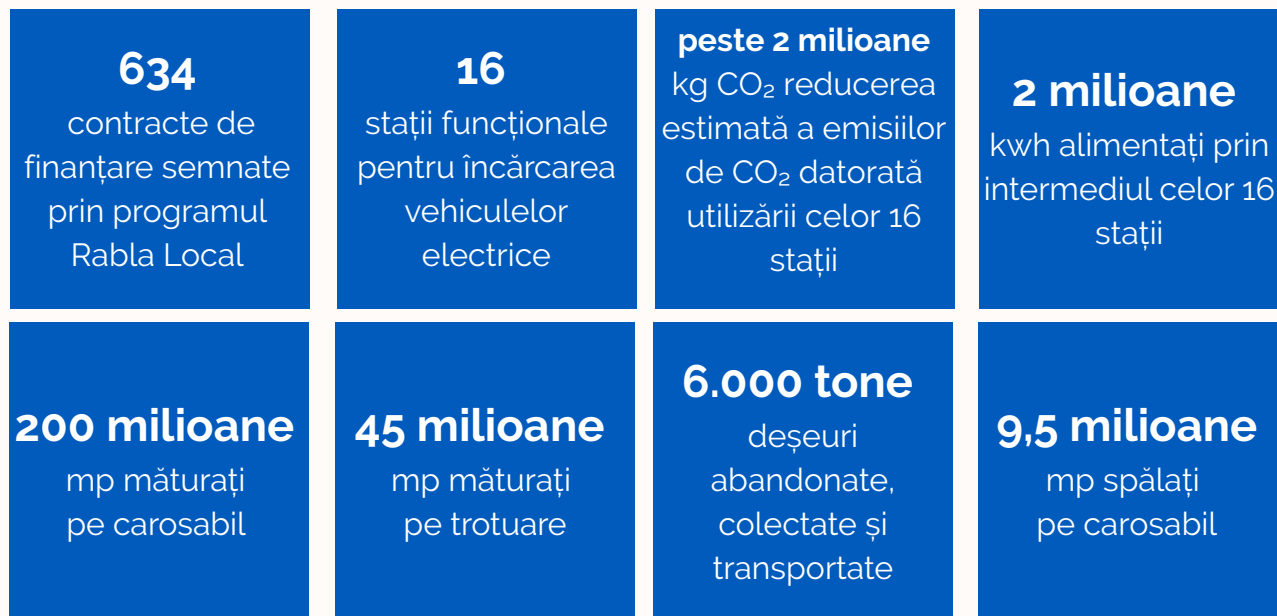 634
contracte de
finanțare semnate
prin programul
Rabla Local
16
stații funcționale
pentru încărcarea
vehiculelor
electrice
peste 2 milioane
kg CO₂ reducerea
estimată a emisiilor
de CO₂ datorată
utilizării celor 16
stații
2 milioane
kwh alimentați prin
intermediul celor 16
stații
200 milioane
mp măturați
pe carosabil
45 milioane
mp măturați
pe trotuare
6.000 tone
deșeuri
abandonate,
colectate și
transportate
9,5 milioane
mp spălați
pe carosabil